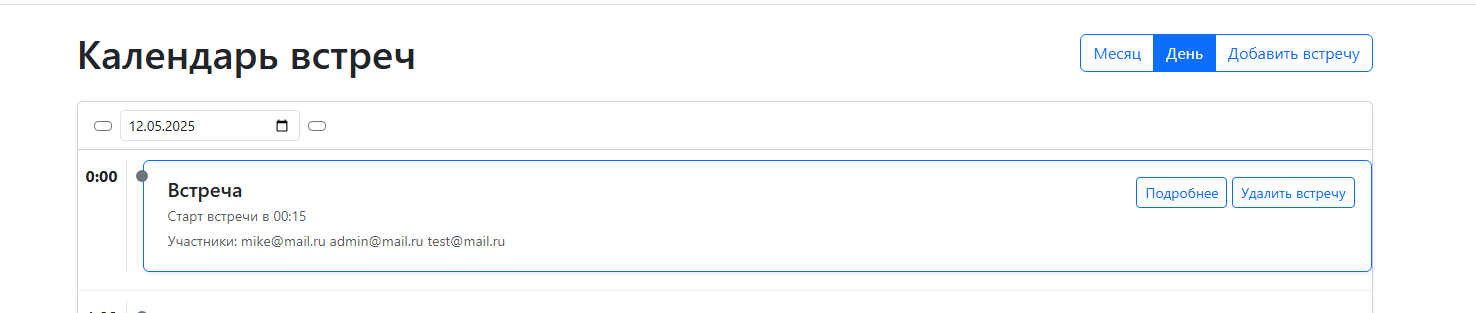 Календарь встреч
Месяц День Добавить встречу
12.05.2025
0:00
Встреча
Подробнее Удалить встречу
Старт встречи в 00:15
Участники: mike@mail.ru admin@mail.ru test@mail.ru